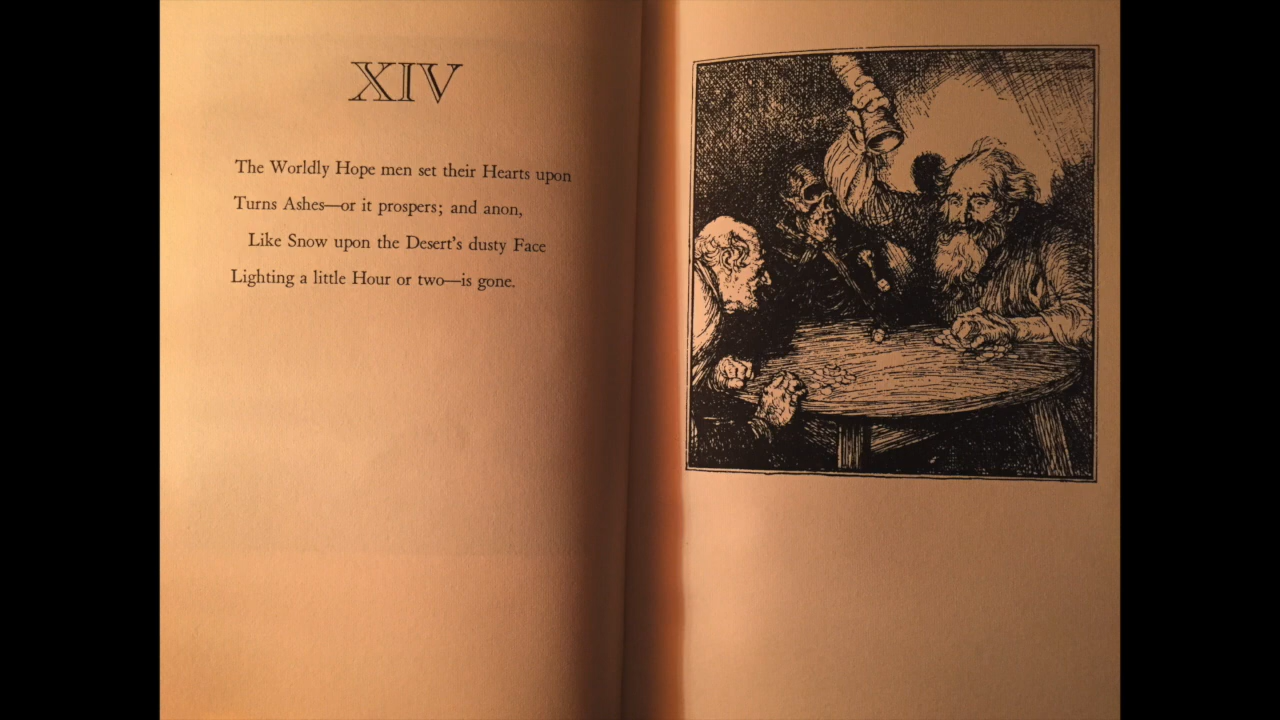 XIV
The Worldly Hope men set their Hearts upon
Turns Ashes—or it prospers; and anon,
Like Snow upon the Desert's dusty Face
Lighting a little Hour or two—is gone.